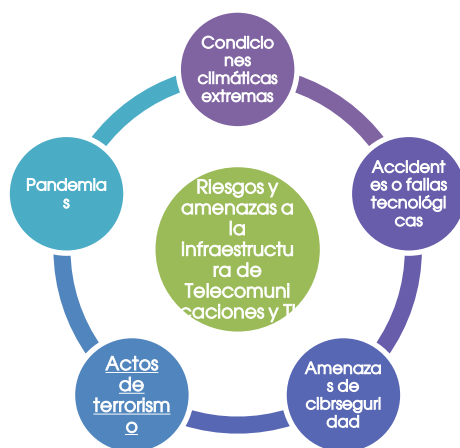 Condicio
nes
climáticas
extremas
Accident
es o fallas
tecnológi
cas
Amenaza
s de
cibrseguri
dad
Actos
de
terrorism
o
Pandemia
s
Riesgos y
amenazas a
la
Infraestructu
ra de
Telecomuni
caciones y TI